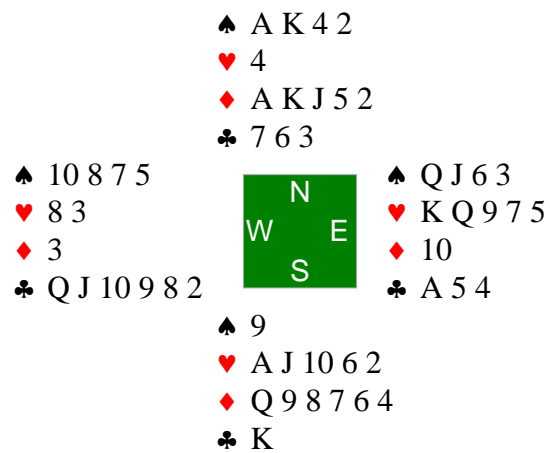 ♠ A K 4 2
♥ 4
♦ A K J 5 2
♣ 7 6 3
♠ 10 8 7 5
♥ 8 3
♦ 3
♣ Q J 10 9 8 2
N
W E
S
♠ Q J 6 3
♥ K Q 9 7 5
♦ 10
♣ A 5 4
♠ 9
♥ A J 10 6 2
♦ Q 9 8 7 6 4
♣ K